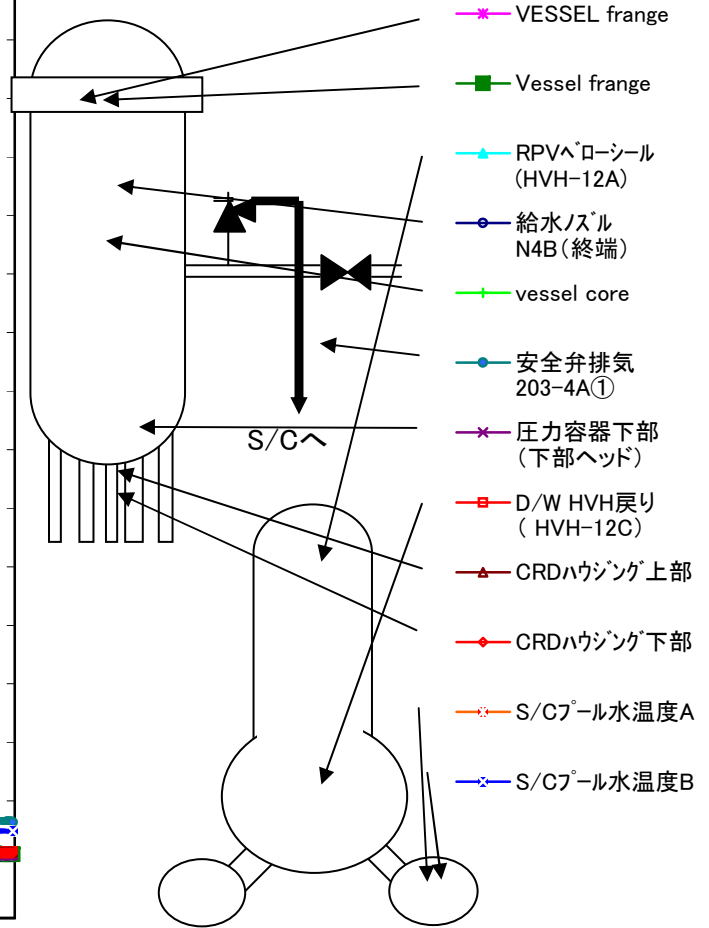 VESSEL frange
Vessel frange
RPVベローシール
(HVH-12A)
給水ノズル
N4B(終端)
vessel core
安全弁排気
203-4A①
圧力容器下部
(下部ヘッド)
D/W HVH戻り
( HVH-12C)
CRDハウジング上部
CRDハウジング下部
S/Cプール水温度A
S/Cプール水温度B
S/Cへ